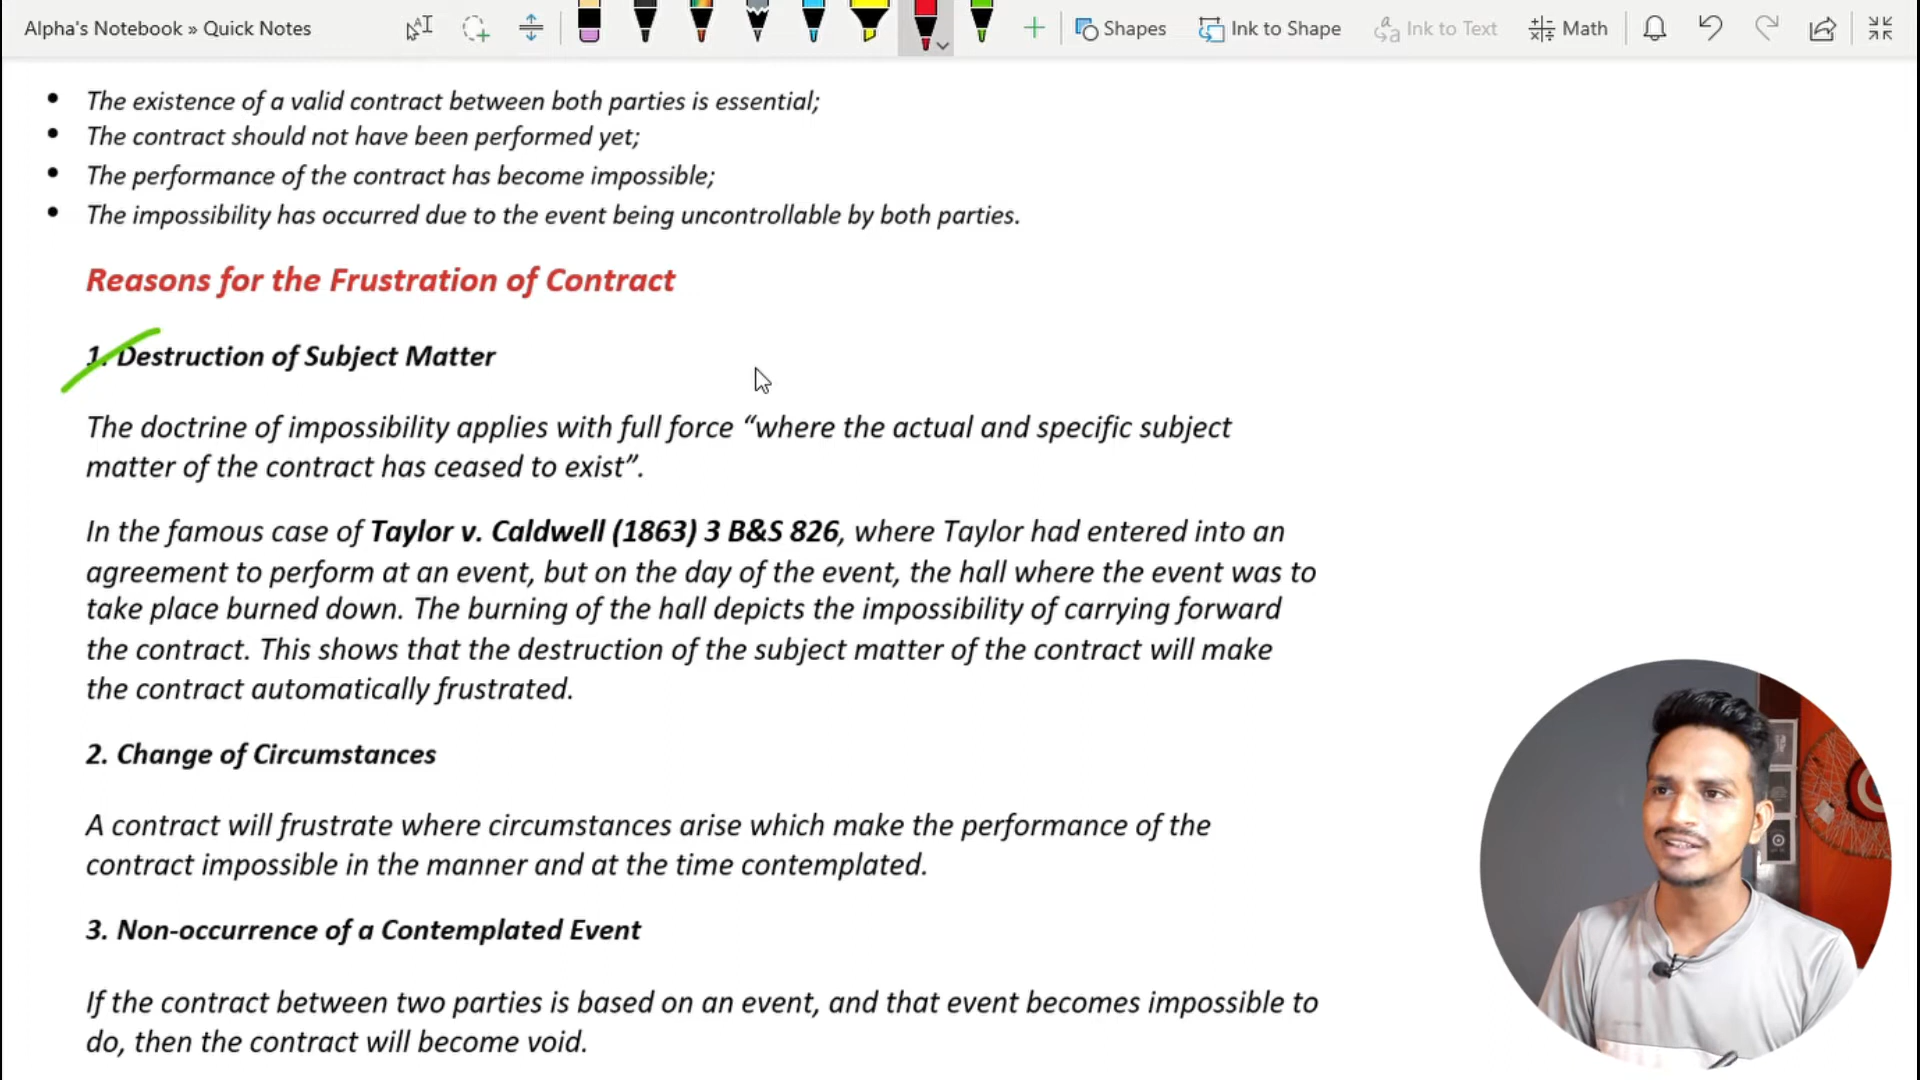 Alpha's Notebook » Quick Notes
Shapes
Ink to Shape
Ink to Text
Math
• The existence of a valid contract between both parties is essential;
• The contract should not have been performed yet;
• The performance of the contract has become impossible;
• The impossibility has occurred due to the event being uncontrollable by both parties.
Reasons for the Frustration of Contract
1. Destruction of Subject Matter
The doctrine of impossibility applies with full force “where the actual and specific subject
matter of the contract has ceased to exist”.
In the famous case of Taylor v. Caldwell (1863) 3 B&S 826, where Taylor had entered into an
agreement to perform at an event, but on the day of the event, the hall where the event was to
take place burned down. The burning of the hall depicts the impossibility of carrying forward
the contract. This shows that the destruction of the subject matter of the contract will make
the contract automatically frustrated.
2. Change of Circumstances
A contract will frustrate where circumstances arise which make the performance of the
contract impossible in the manner and at the time contemplated.
3. Non-occurrence of a Contemplated Event
If the contract between two parties is based on an event, and that event becomes impossible to
do, then the contract will become void.